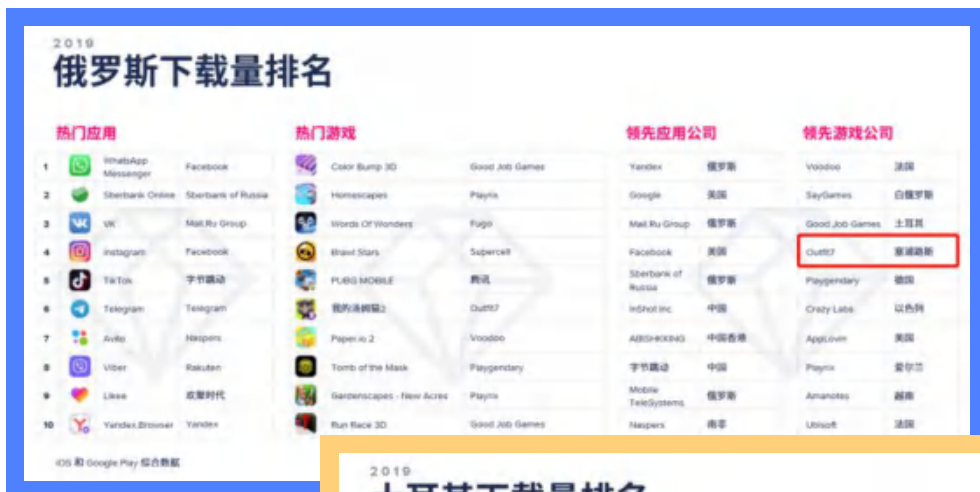 2019
俄罗斯下载量排名
热门应用 热门游戏 领先应用公司 领先游戏公司
1 WhatsApp Messenger Facebook Color Bump 3D Good Job Games Yandex 俄罗斯 Voodoo 法国
2 Sberbank Online Sberbank of Russia Homescapes Playrix Google 美国 SayGames 白俄罗斯
3 VK Mail.Ru Group Words Of Wonders Fugo Mail.Ru Group 俄罗斯 Good Job Games 土耳其
4 Instagram Facebook Brawl Stars Supercell Facebook 美国 Outfit7 塞浦路斯
5 TikTok 字节跳动 PUBG MOBILE 腾讯 Sberbank of Russia 俄罗斯 Playgendary 德国
6 Telegram Telegram 我的汤姆猫2 Outfit7 InShot Inc. 中国 Crazy Labs 以色列
7 Avito Naspers Paper.io 2 Voodoo ABISHKKING 中国香港 AppLovin 美国
8 Viber Rakuten Tomb of the Mask Playgendary 字节跳动 中国 Playrix 爱尔兰
9 Likee 欢聚时代 Gardenscapes - New Acres Playrix Mobile TeleSystems 俄罗斯 Amanotes 越南
10 Yandex.Browser Yandex Run Race 3D Good Job Games Naspers 南非 Ubisoft 法国
iOS 和 Google Play 综合数据
2019
土耳其下载量排名